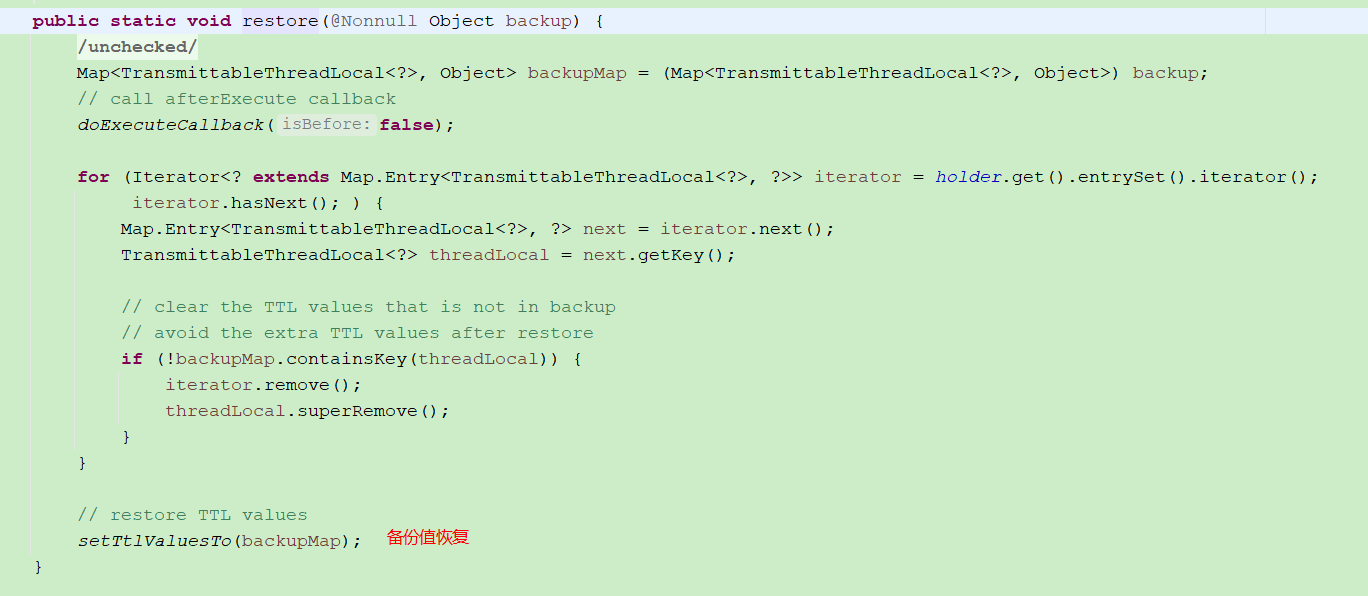 public static void restore(@Nonnull Object backup) {
/unchecked/
Map<TransmittableThreadLocal<?>, Object> backupMap = (Map<TransmittableThreadLocal<?>, Object>) backup;
// call afterExecute callback
doExecuteCallback( isBefore: false);
for (Iterator<? extends Map.Entry<TransmittableThreadLocal<?>, ?>> iterator = holder.get().entrySet().iterator();
iterator.hasNext(); ) {
Map.Entry<TransmittableThreadLocal<?>, ?> next = iterator.next();
TransmittableThreadLocal<?> threadLocal = next.getKey();
// clear the TTL values that is not in backup
// avoid the extra TTL values after restore
if (!backupMap.containsKey(threadLocal)) {
iterator.remove();
threadLocal.superRemove();
}
}
// restore TTL values
setTtlValuesTo(backupMap); 备份值恢复
}